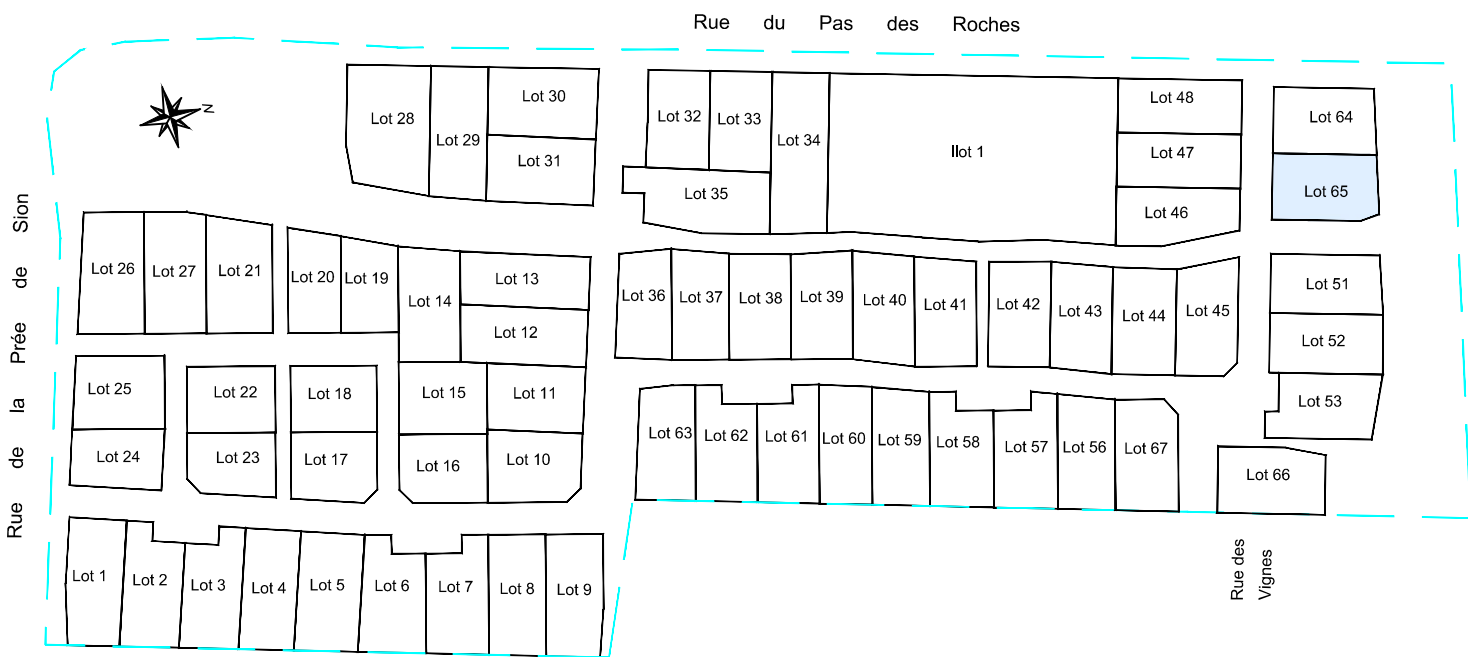 Rue du Pas des Roches
N
Lot 28
Lot 29
Lot 30
Lot 31
Lot 32
Lot 33
Lot 34
Lot 35
Ilot 1
Lot 48
Lot 47
Lot 46
Lot 64
Lot 65
Rue de la Prée de Sion
Lot 26
Lot 27
Lot 21
Lot 20
Lot 19
Lot 14
Lot 13
Lot 12
Lot 36
Lot 37
Lot 38
Lot 39
Lot 40
Lot 41
Lot 42
Lot 43
Lot 44
Lot 45
Lot 51
Lot 52
Lot 53
Lot 25
Lot 22
Lot 18
Lot 15
Lot 11
Lot 24
Lot 23
Lot 17
Lot 16
Lot 10
Lot 63
Lot 62
Lot 61
Lot 60
Lot 59
Lot 58
Lot 57
Lot 56
Lot 67
Lot 66
Lot 1
Lot 2
Lot 3
Lot 4
Lot 5
Lot 6
Lot 7
Lot 8
Lot 9
Rue des
Vignes